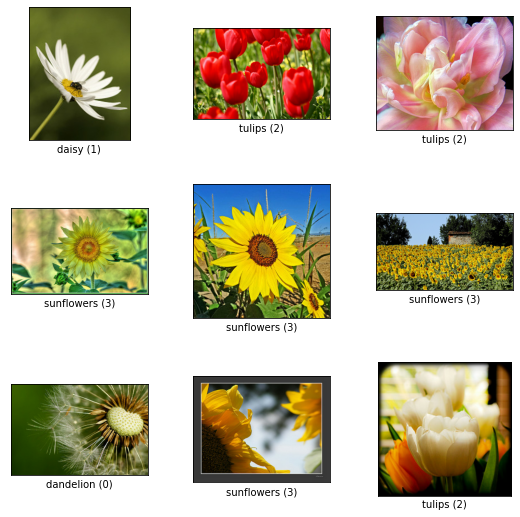 daisy (1)
tulips (2)
tulips (2)
sunflowers (3)
sunflowers (3)
sunflowers (3)
dandelion (0)
sunflowers (3)
tulips (2)